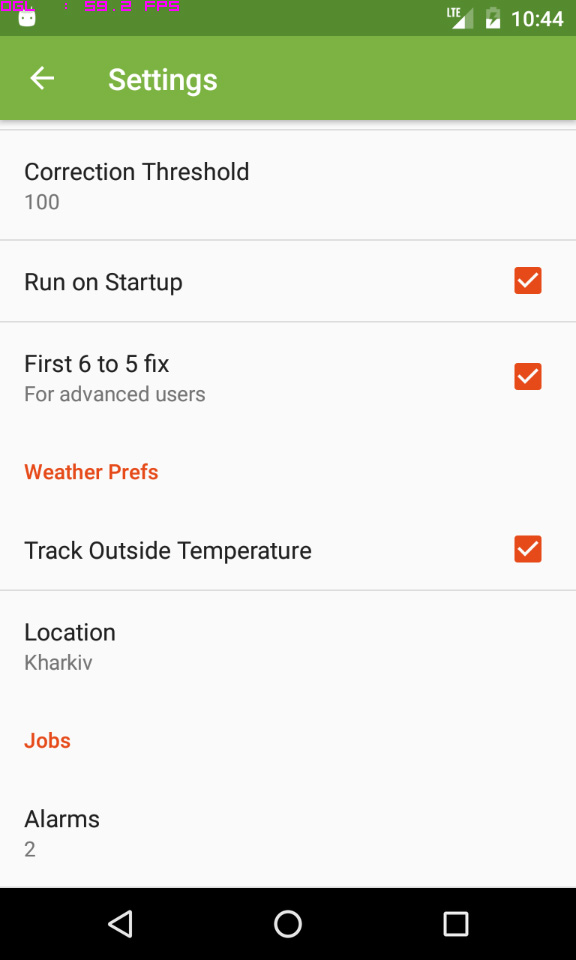 OGL : 59.2 FPS
LTE
10:44
Settings
Correction Threshold
100
Run on Startup
First 6 to 5 fix
For advanced users
Weather Prefs
Track Outside Temperature
Location
Kharkiv
Jobs
Alarms
2